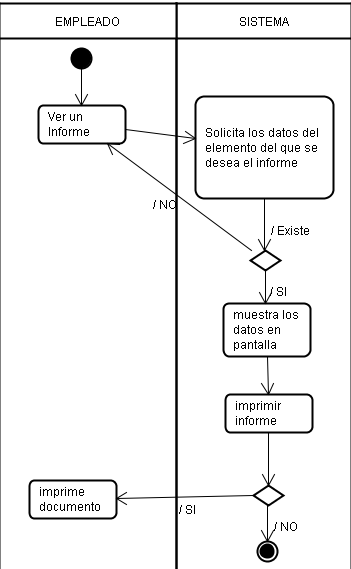 EMPLEADO
SISTEMA
Ver un
Informe
Solicita los datos del
elemento del que se
desea el informe
/ NO
/ Existe
/ SI
muestra los
datos en
pantalla
imprimir
informe
imprime
documento
/ SI
/ NO